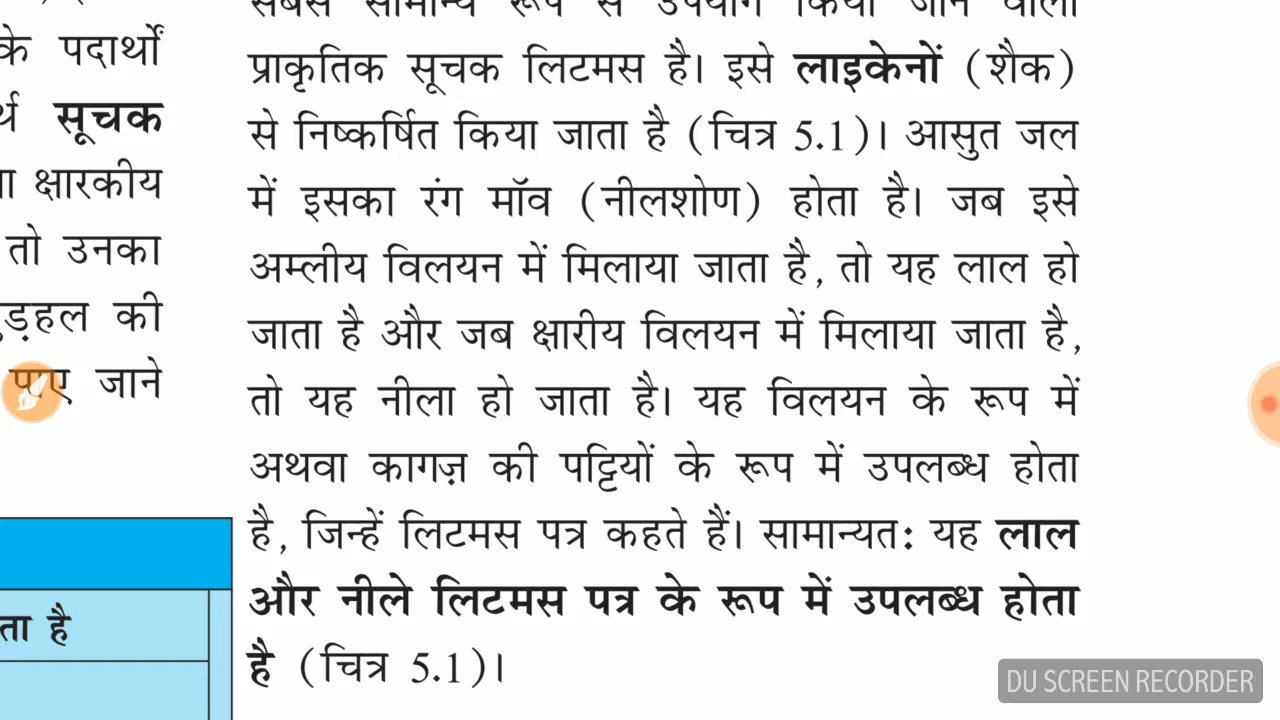 के पदार्थों
सूचक
क्षारकीय
तो उनका
की
जाने
ता है
सबसे सामान्य रूप से उपयोग किया जाने वाला
प्राकृतिक सूचक लिटमस है। इसे लाइकेनों (शैक)
से निष्कर्षित किया जाता है (चित्र 5.1)। आसुत जल
में इसका रंग मॉव (नीलशोण) होता है। जब इसे
अम्लीय विलयन में मिलाया जाता है, तो यह लाल हो
जाता है और जब क्षारीय विलयन में मिलाया जाता है,
तो यह नीला हो जाता है। यह विलयन के रूप में
अथवा कागज़ की पट्टियों के रूप में उपलब्ध होता
है, जिन्हें लिटमस पत्र कहते हैं। सामान्यत: यह लाल
और नीले लिटमस पत्र के रूप में उपलब्ध होता
है (चित्र 5.1)।
DU SCREEN RECORDER